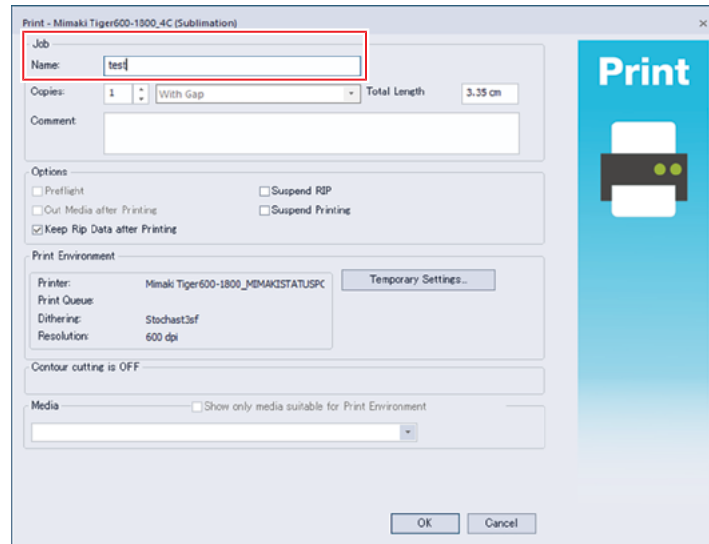 Print - Mimaki Tiger600-1800_4C (Sublimation)
Job
Name: test
Copies: 1 With Gap Total Length 3.35 cm
Comment:
Options
Preflight Suspend RIP
Cut Media after Printing Suspend Printing
Keep Rip Data after Printing
Print Environment
Printer: Mimaki Tiger600-1800_MIMAKISTATUSPC Temporary Settings...
Print Queue:
Dithering: Stochast3sf
Resolution: 600 dpi
Contour cutting is OFF
Media Show only media suitable for Print Environment
OK Cancel
Print